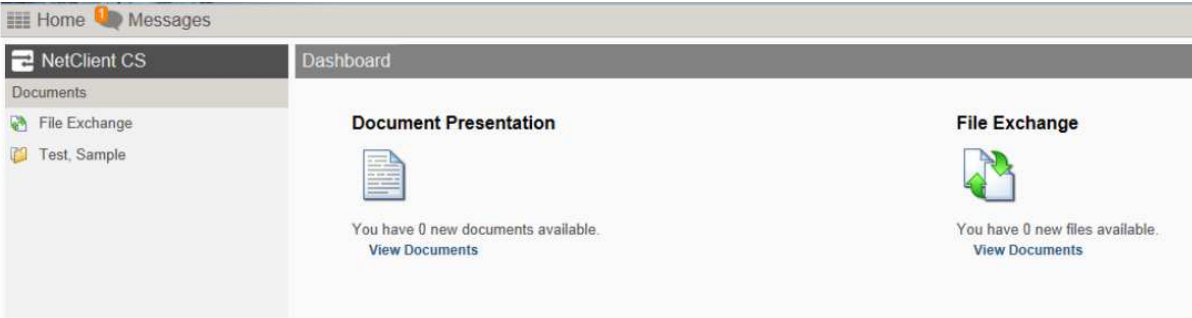 Home 1 Messages
NetClient CS
Dashboard
Documents
File Exchange
Test, Sample
Document Presentation
You have 0 new documents available.
View Documents
File Exchange
You have 0 new files available.
View Documents